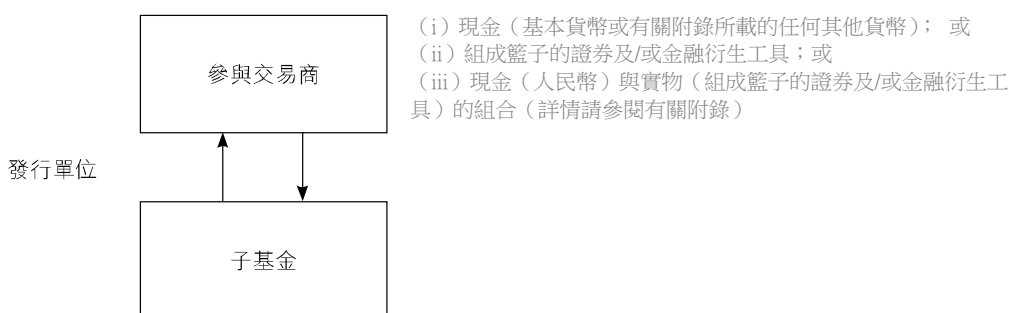 （i）現金（基本貨幣或有關附錄所載的任何其他貨幣）； 或
（ii）組成籃子的證券及/或金融衍生工具；或
（iii）現金（人民幣）與實物（組成籃子的證券及/或金融衍生工
具）的組合（詳情請參閱有關附錄）
參與交易商
發行單位
子基金